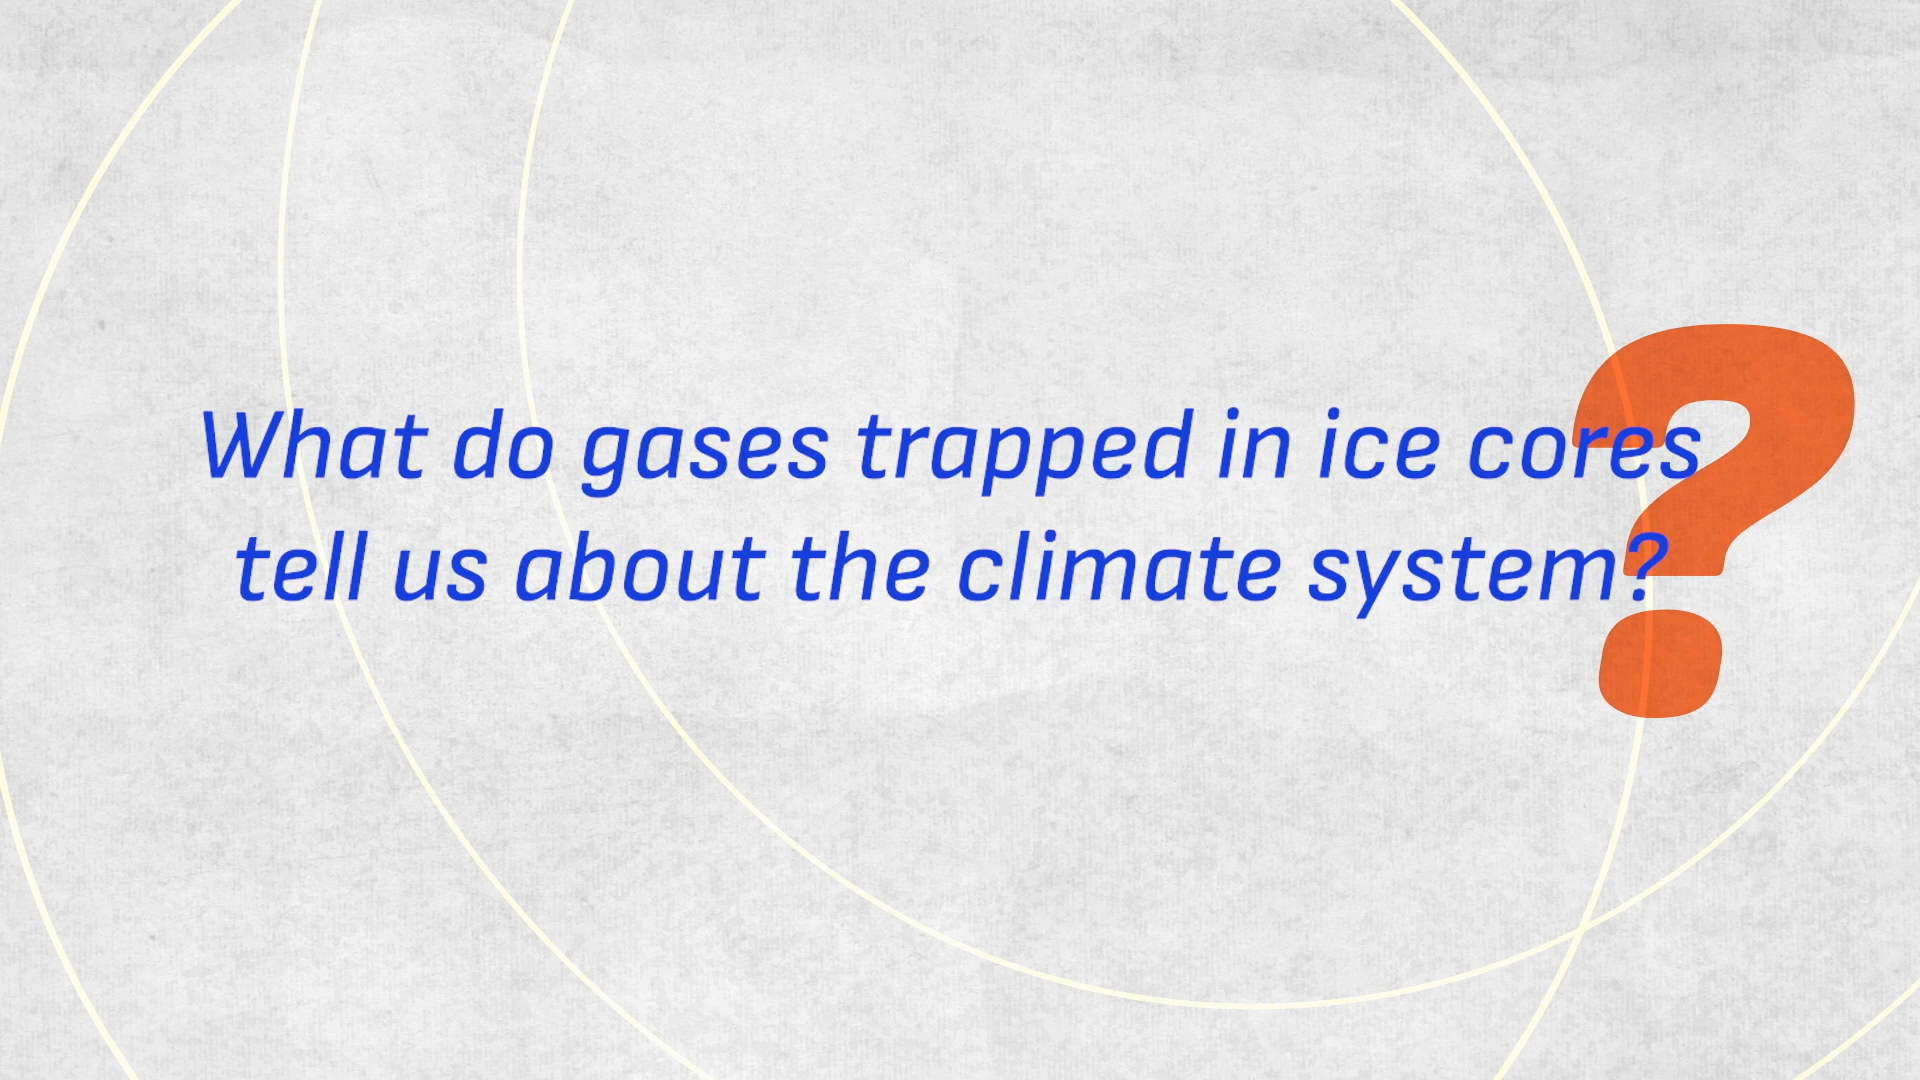 What do gases trapped in ice cores
tell us about the climate system?
?